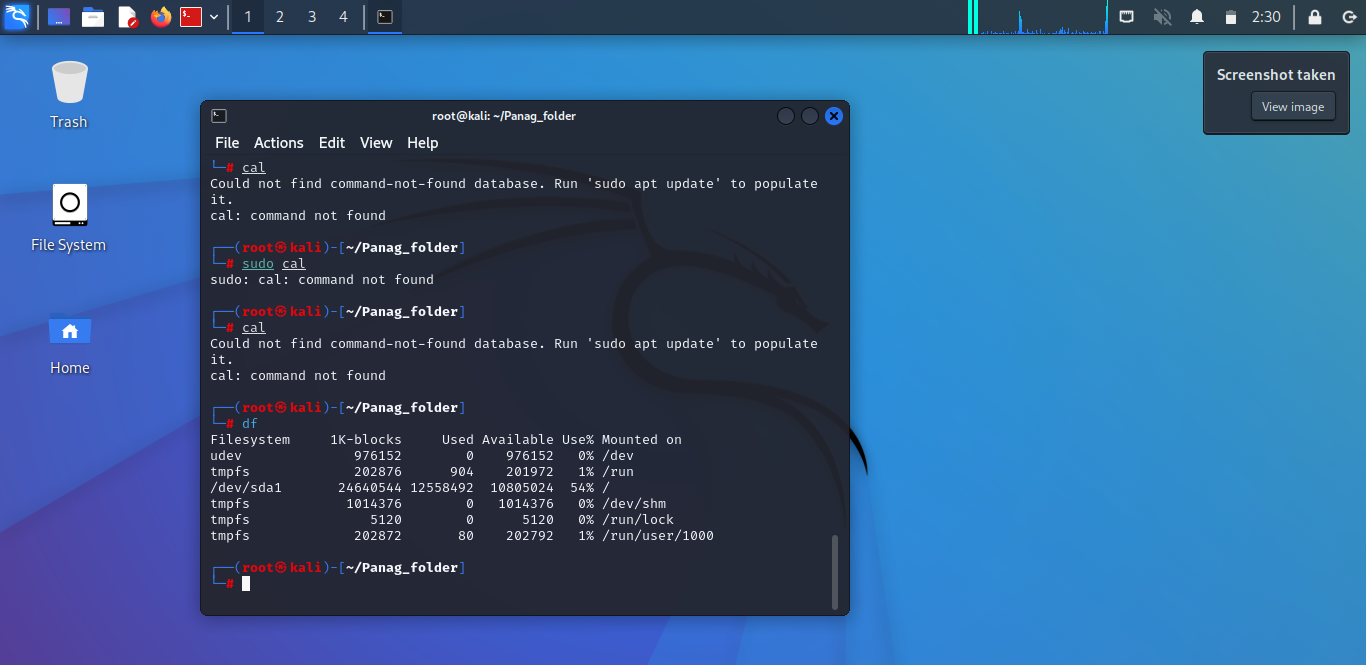 1 2 3 4 2:30
Screenshot taken
View image
Trash
File System
Home
root@kali: ~/Panag_folder
File Actions Edit View Help
└─# cal
Could not find command-not-found database. Run 'sudo apt update' to populate
it.
cal: command not found
┌──(root㉿kali)-[~/Panag_folder]
└─# sudo cal
sudo: cal: command not found
┌──(root㉿kali)-[~/Panag_folder]
└─# cal
Could not find command-not-found database. Run 'sudo apt update' to populate
it.
cal: command not found
┌──(root㉿kali)-[~/Panag_folder]
└─# df
Filesystem     1K-blocks     Used Available Use% Mounted on
udev              976152        0    976152   0% /dev
tmpfs             202876      904    201972   1% /run
/dev/sda1       24640544 12558492  10805024  54% /
tmpfs            1014376        0   1014376   0% /dev/shm
tmpfs               5120        0      5120   0% /run/lock
tmpfs             202872       80    202792   1% /run/user/1000
┌──(root㉿kali)-[~/Panag_folder]
└─#